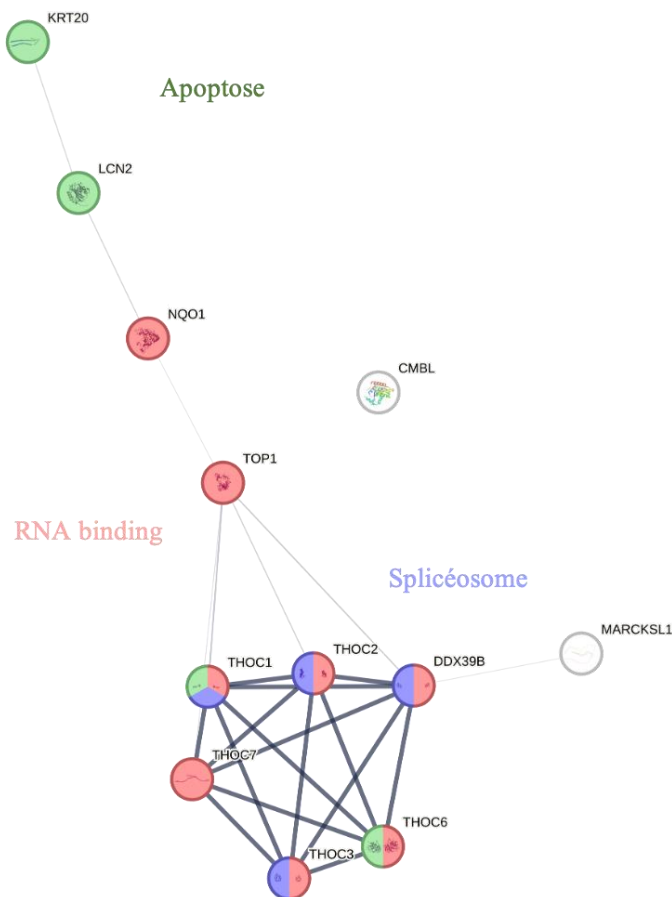 KRT20
Apoptose
LCN2
NQO1
CMBL
TOP1
RNA binding
Splicéosome
MARCKSL1
THOC1
THOC2
DDX39B
THOC7
THOC6
THOC3